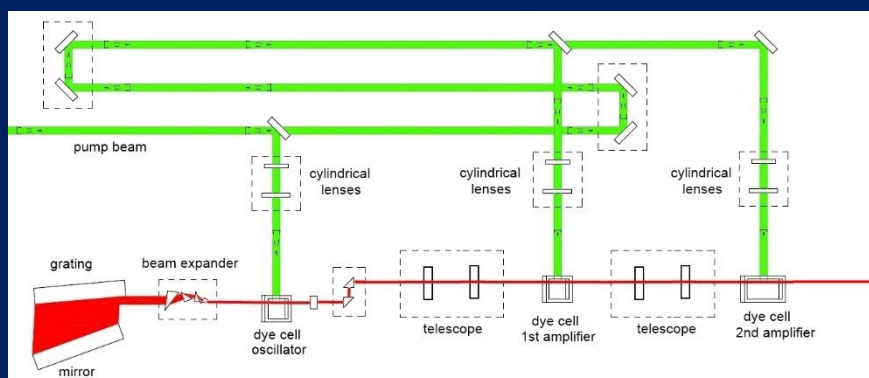 pump beam
cylindrical
lenses
cylindrical
lenses
cylindrical
lenses
grating
beam expander
mirror
dye cell
oscillator
telescope
dye cell
1st amplifier
telescope
dye cell
2nd amplifier